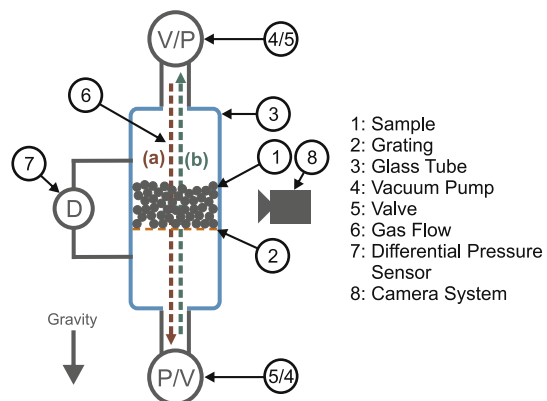 V/P
4/5
6
3
(a)
(b)
1
7
8
D
2
Gravity
P/V
5/4
1: Sample
2: Grating
3: Glass Tube
4: Vacuum Pump
5: Valve
6: Gas Flow
7: Differential Pressure
Sensor
8: Camera System